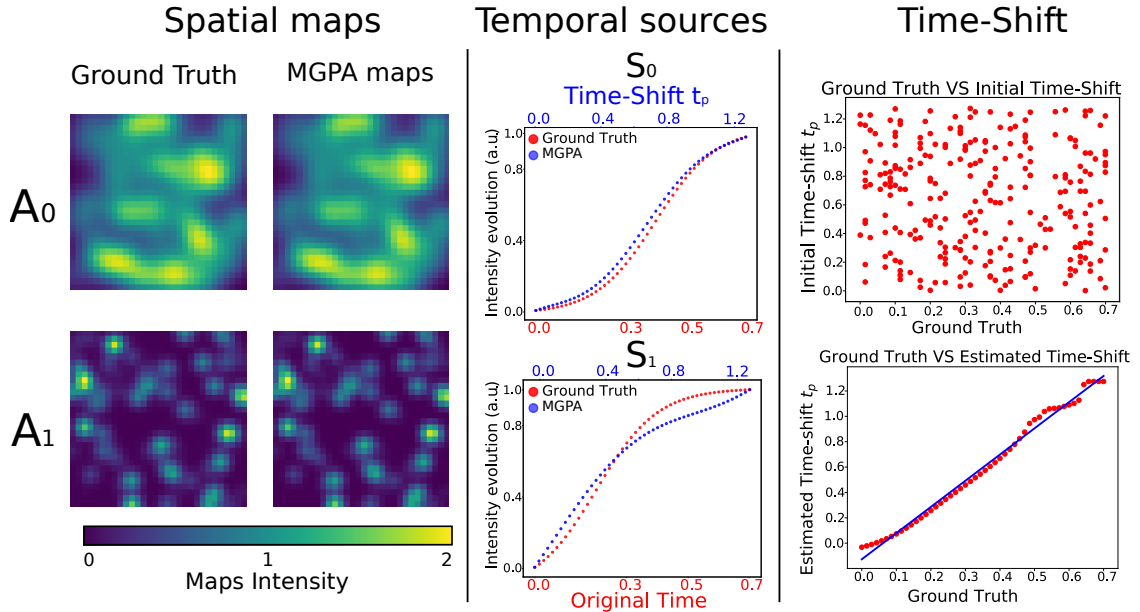 Spatial maps
Temporal sources
Time-Shift
Ground Truth
MGPA maps
A0
A1
0
1
2
Maps Intensity
S0
Time-Shift tp
0.0 0.4 0.8 1.2
Intensity evolution (a.u)
1.0
0.8
0.4
0.0
Ground Truth
MGPA
0.0 0.3 0.5 0.7
S1
0.0 0.4 0.8 1.2
Intensity evolution (a.u)
1.0
0.8
0.4
0.0
Ground Truth
MGPA
0.0 0.3 0.5 0.7
Original Time
Ground Truth VS Initial Time-Shift
Initial Time-shift tp
1.2
1.0
0.8
0.6
0.4
0.2
0.0
0.0 0.1 0.2 0.3 0.4 0.5 0.6 0.7
Ground Truth
Ground Truth VS Estimated Time-Shift
Estimated Time-shift tp
1.2
1.0
0.8
0.6
0.4
0.2
0.0
0.0 0.1 0.2 0.3 0.4 0.5 0.6 0.7
Ground Truth